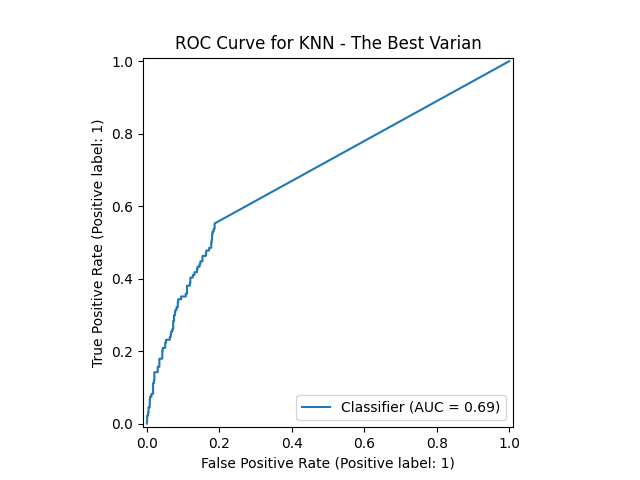 ROC Curve for KNN - The Best Varian
1.0
0.8
0.6
0.4
0.2
0.0
True Positive Rate (Positive label: 1)
Classifier (AUC = 0.69)
0.0 0.2 0.4 0.6 0.8 1.0
False Positive Rate (Positive label: 1)